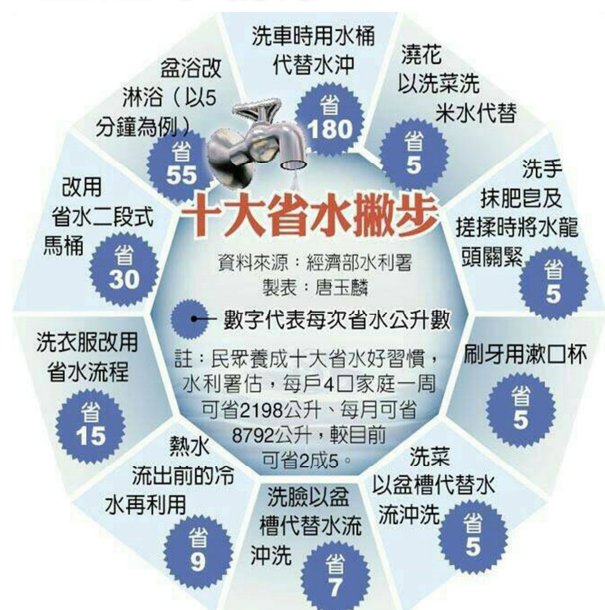 十大省水撇步
資料來源：經濟部水利署
製表：唐玉麟
數字代表每次省水公升數
註：民眾養成十大省水好習慣，
水利署估，每戶4口家庭一周
可省2198公升、每月可省
8792公升，較目前
可省2成5。
洗車時用水桶
代替水沖
省
180
澆花
以洗菜洗
米水代替
省
5
洗手
抹肥皂及
搓揉時將水龍
頭關緊
省
5
刷牙用漱口杯
省
5
洗菜
以盆槽代替水
流沖洗
省
5
洗臉以盆
槽代替水流
沖洗
省
7
熱水
流出前的冷
水再利用
省
9
洗衣服改用
省水流程
省
15
改用
省水二段式
馬桶
省
30
盆浴改
淋浴（以5
分鐘為例）
省
55